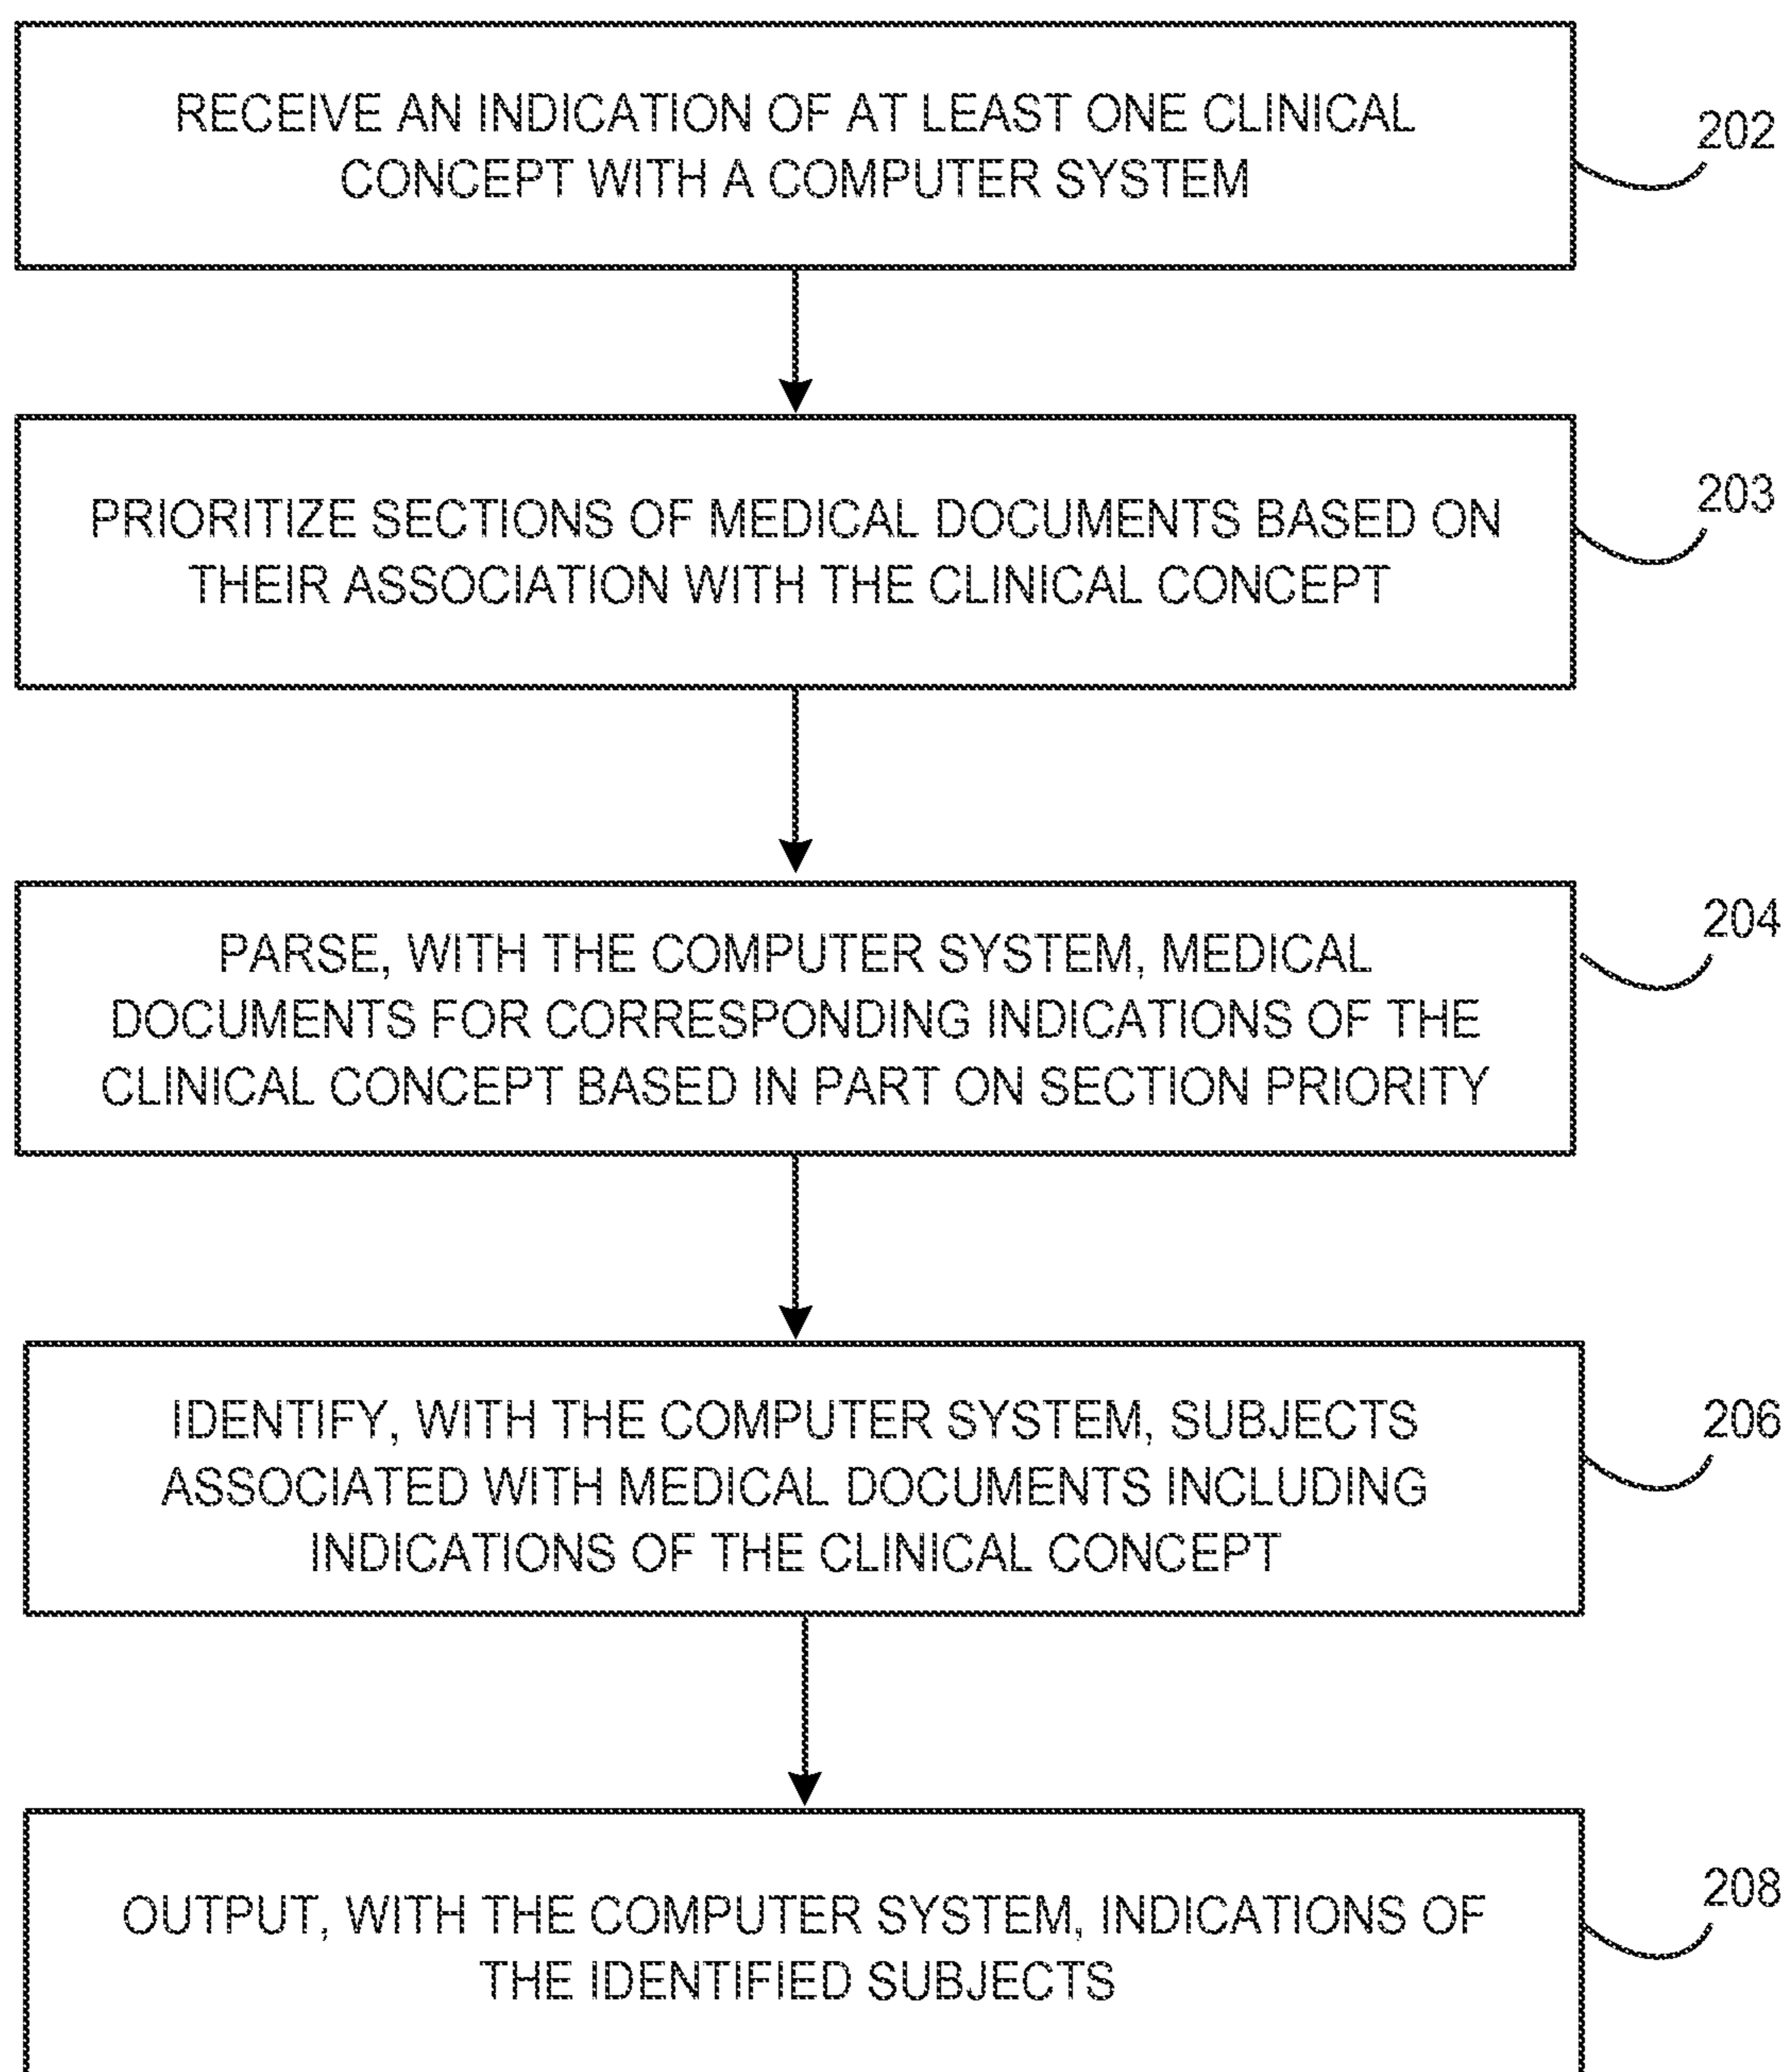 RECEIVE AN INDICATION OF AT LEAST ONE CLINICAL
CONCEPT WITH A COMPUTER SYSTEM
202
PRIORITIZE SECTIONS OF MEDICAL DOCUMENTS BASED ON
THEIR ASSOCIATION WITH THE CLINICAL CONCEPT
203
PARSE, WITH THE COMPUTER SYSTEM, MEDICAL
DOCUMENTS FOR CORRESPONDING INDICATIONS OF THE
CLINICAL CONCEPT BASED IN PART ON SECTION PRIORITY
204
IDENTIFY, WITH THE COMPUTER SYSTEM, SUBJECTS
ASSOCIATED WITH MEDICAL DOCUMENTS INCLUDING
INDICATIONS OF THE CLINICAL CONCEPT
206
OUTPUT, WITH THE COMPUTER SYSTEM, INDICATIONS OF
THE IDENTIFIED SUBJECTS
208